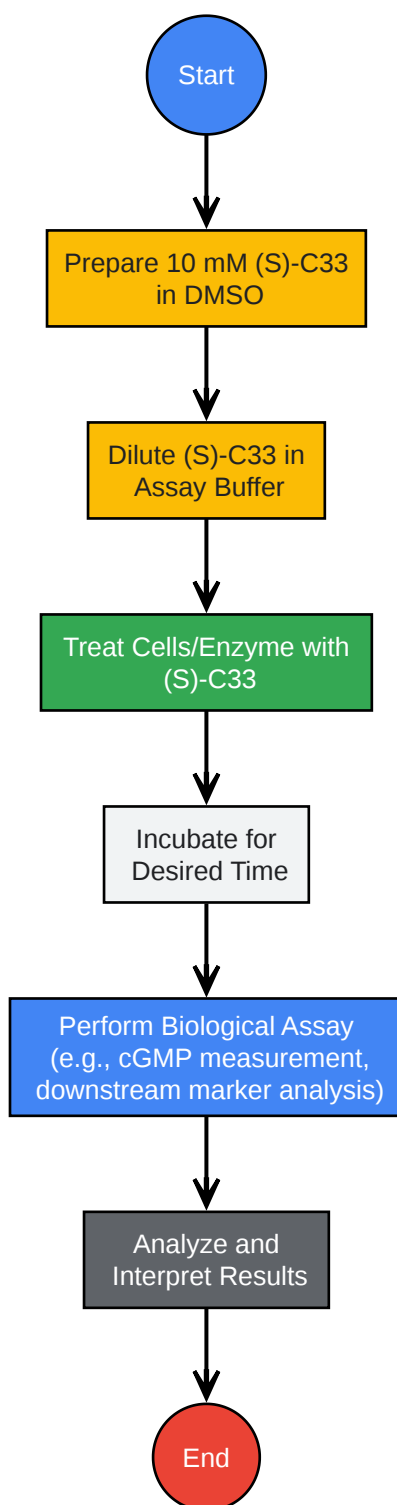 Start
Prepare 10 mM (S)-C33
in DMSO
Dilute (S)-C33 in
Assay Buffer
Treat Cells/Enzyme with
(S)-C33
Incubate for
Desired Time
Perform Biological Assay
(e.g., cGMP measurement,
downstream marker analysis)
Analyze and
Interpret Results
End